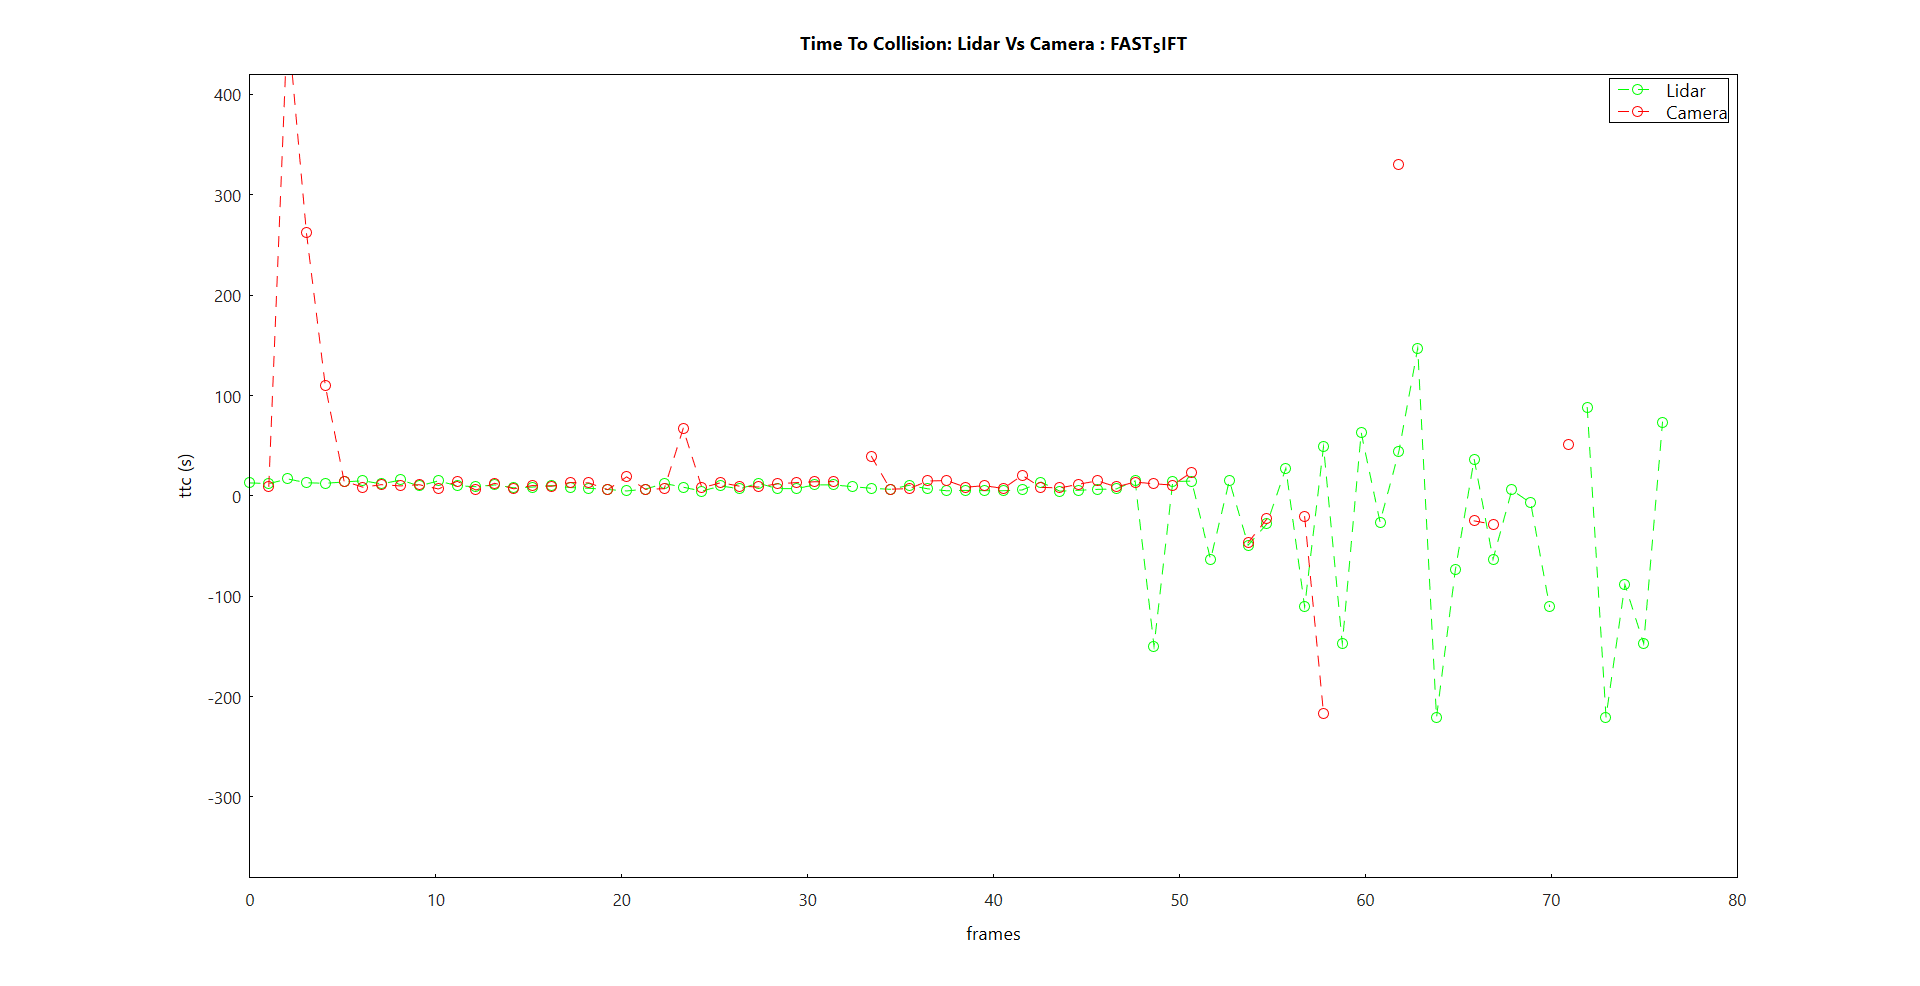 Time To Collision: Lidar Vs Camera : FASTSIFT
Lidar
Camera
400
300
200
100
0
-100
-200
-300
ttc (s)
0 10 20 30 40 50 60 70 80
frames